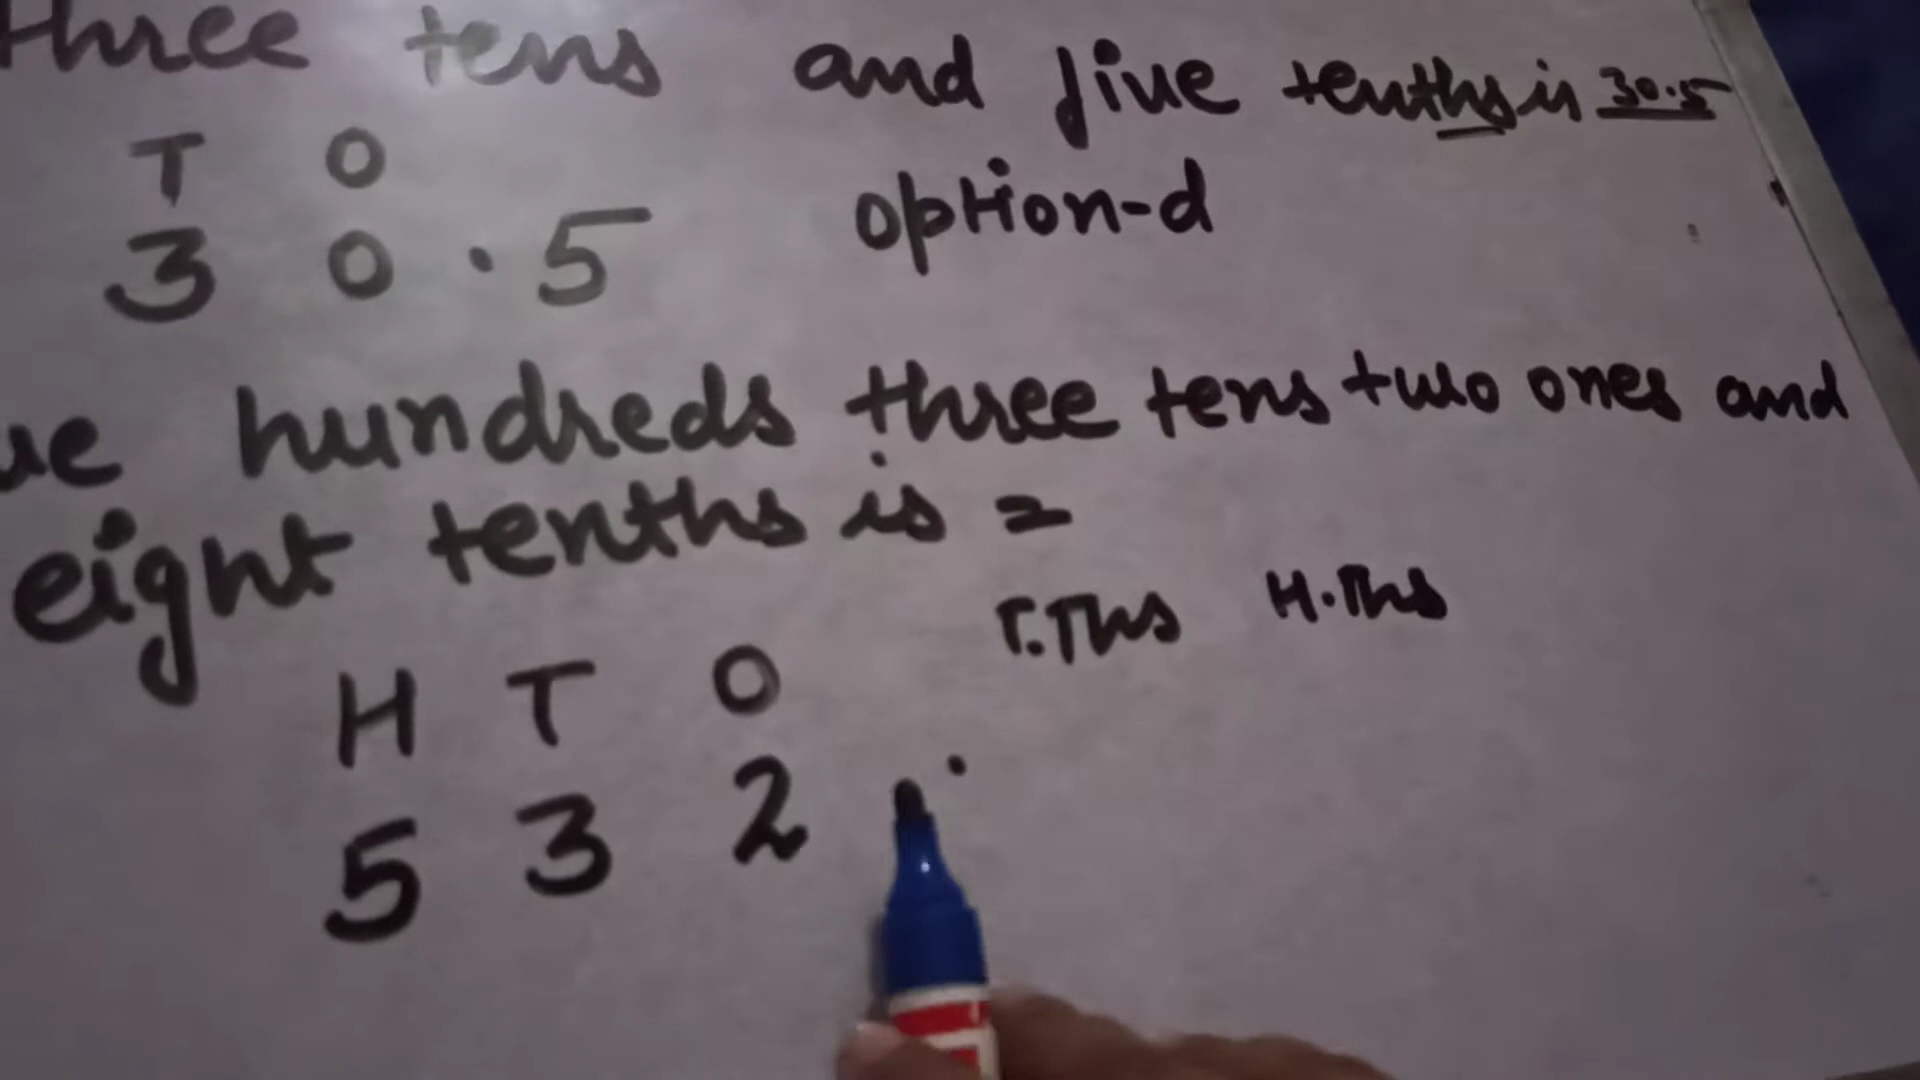 three tens and five tenths is 30.5
T O
3 0 . 5 option-d
hundreds three tens two ones and
eight tenths is =
T.Ths H.Ths
H T O
5 3 2 .